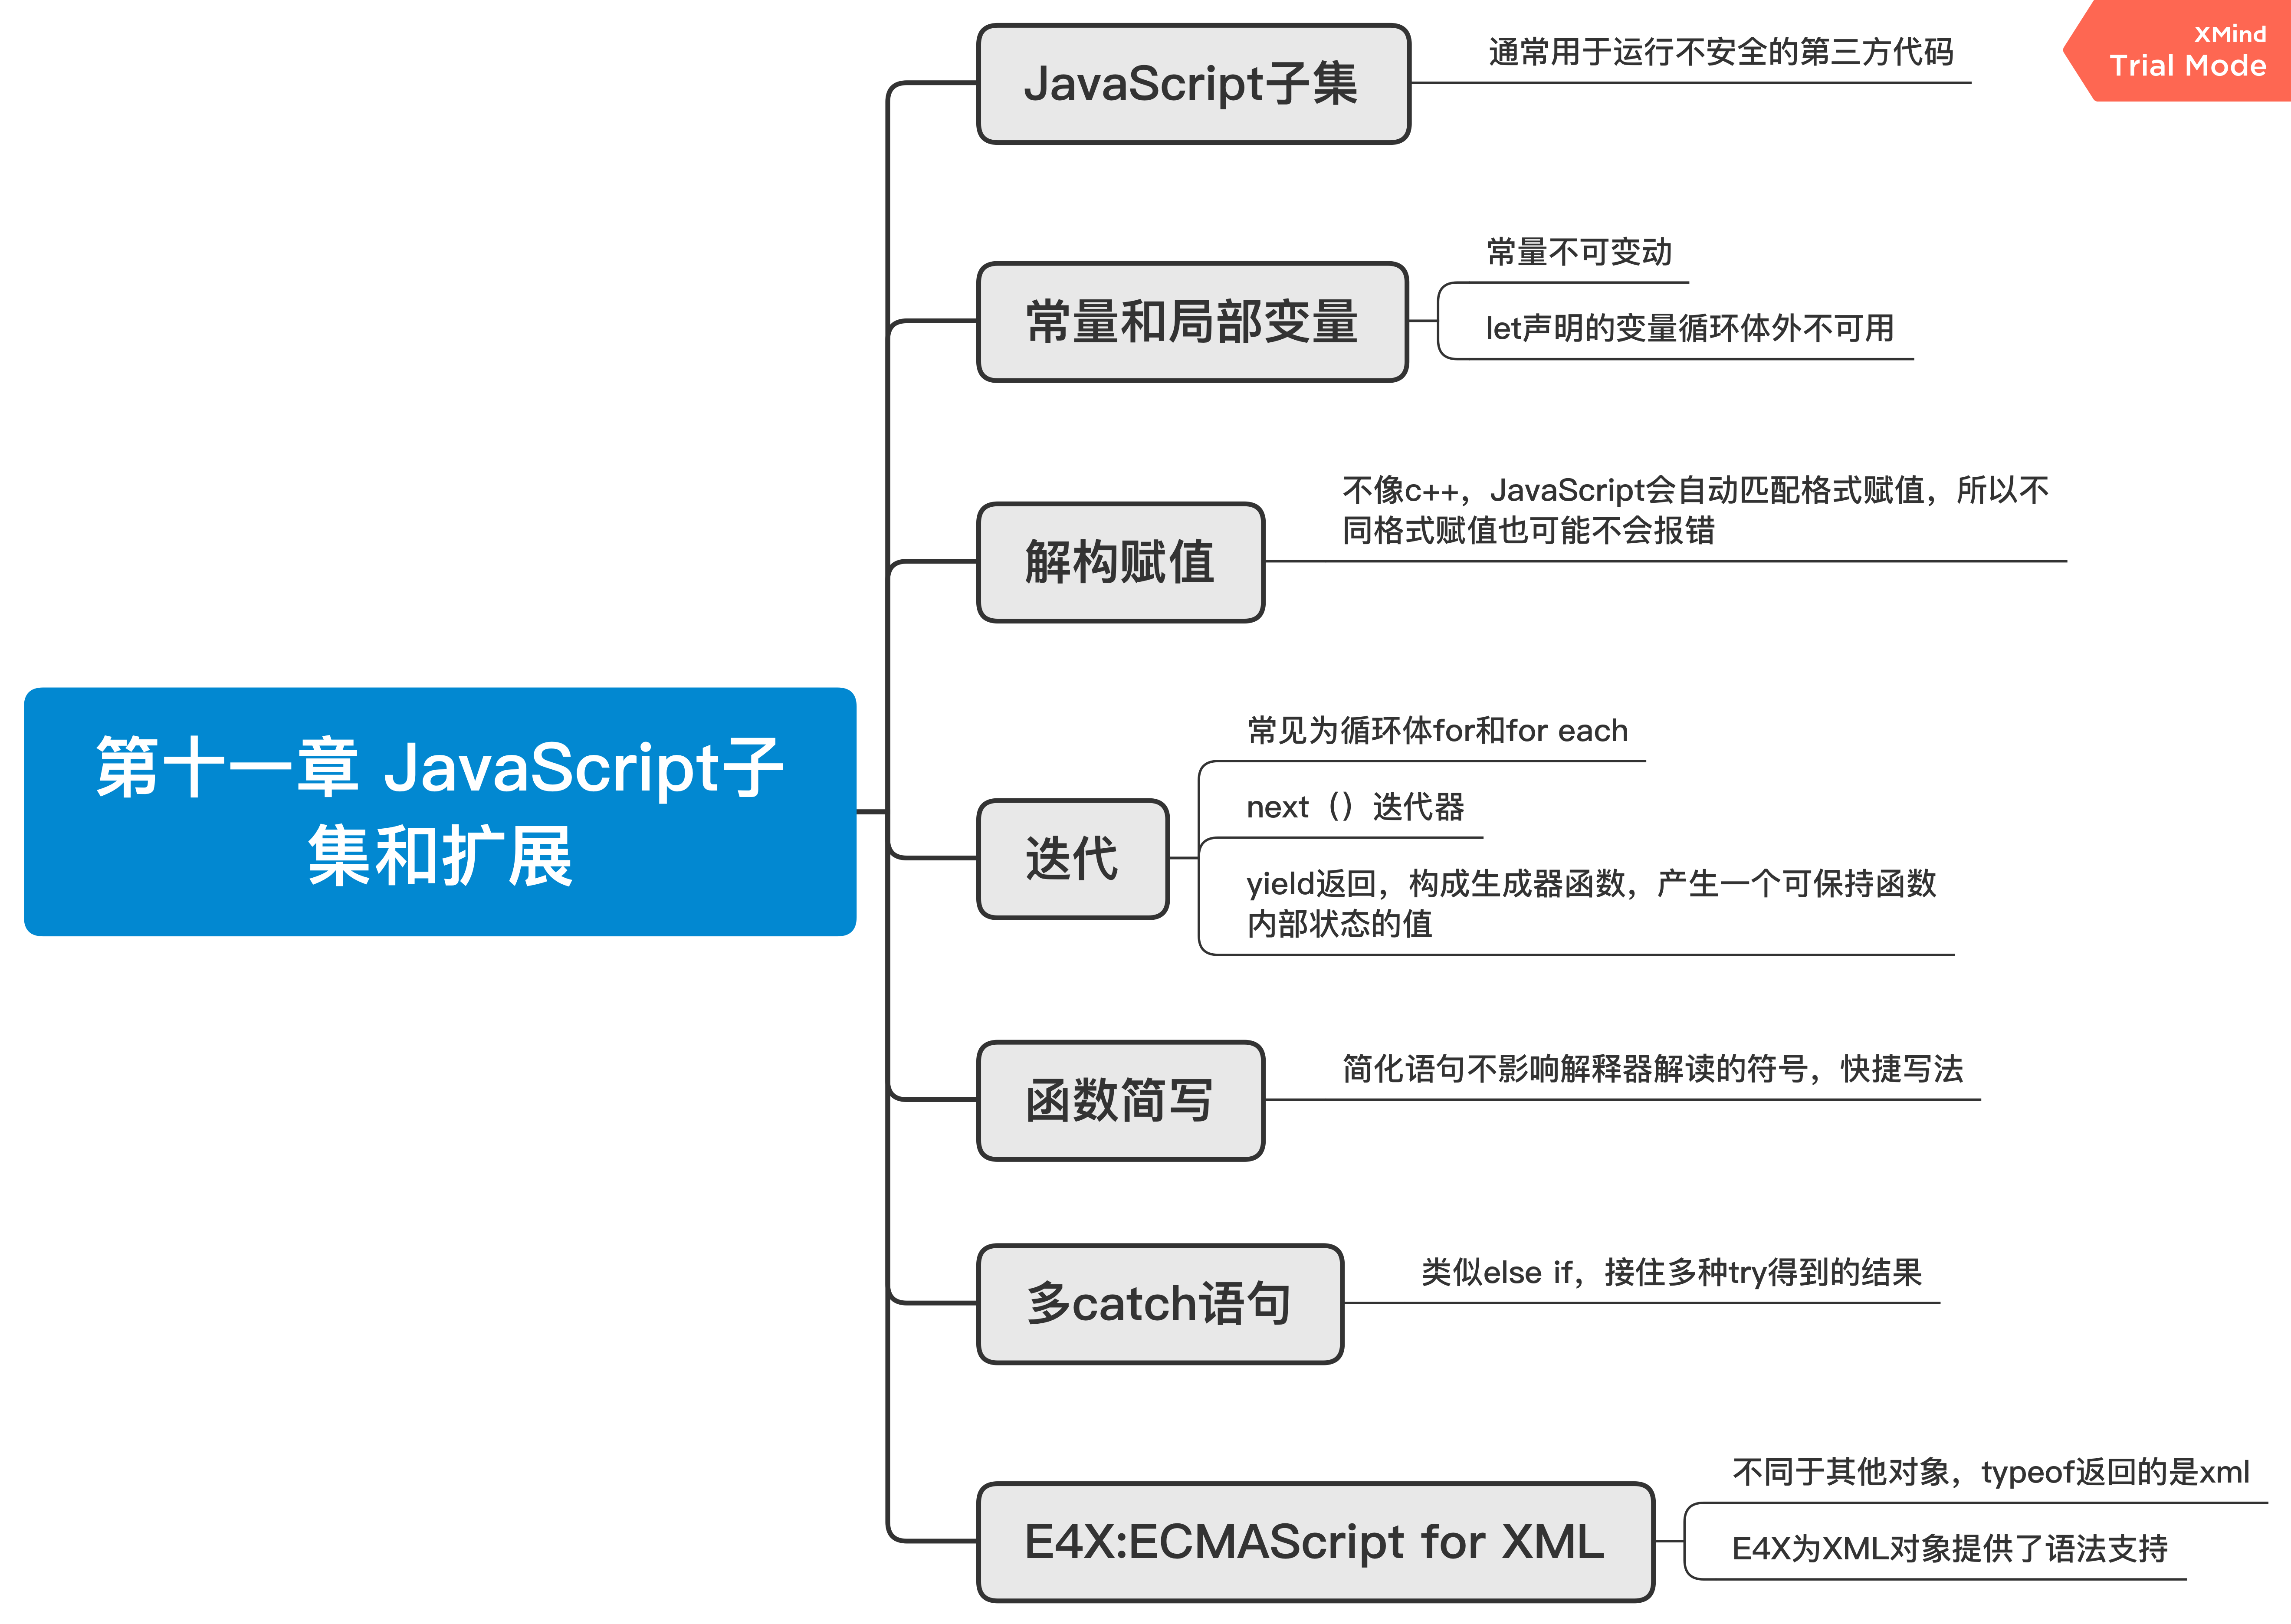 XMind
Trial Mode
JavaScript子集
通常用于运行不安全的第三方代码
常量和局部变量
常量不可变动
let声明的变量循环体外不可用
解构赋值
不像c++，JavaScript会自动匹配格式赋值，所以不
同格式赋值也可能不会报错
第十一章 JavaScript子
集和扩展
迭代
常见为循环体for和for each
next（）迭代器
yield返回，构成生成器函数，产生一个可保持函数
内部状态的值
函数简写
简化语句不影响解释器解读的符号，快捷写法
多catch语句
类似else if，接住多种try得到的结果
E4X:ECMAScript for XML
不同于其他对象，typeof返回的是xml
E4X为XML对象提供了语法支持